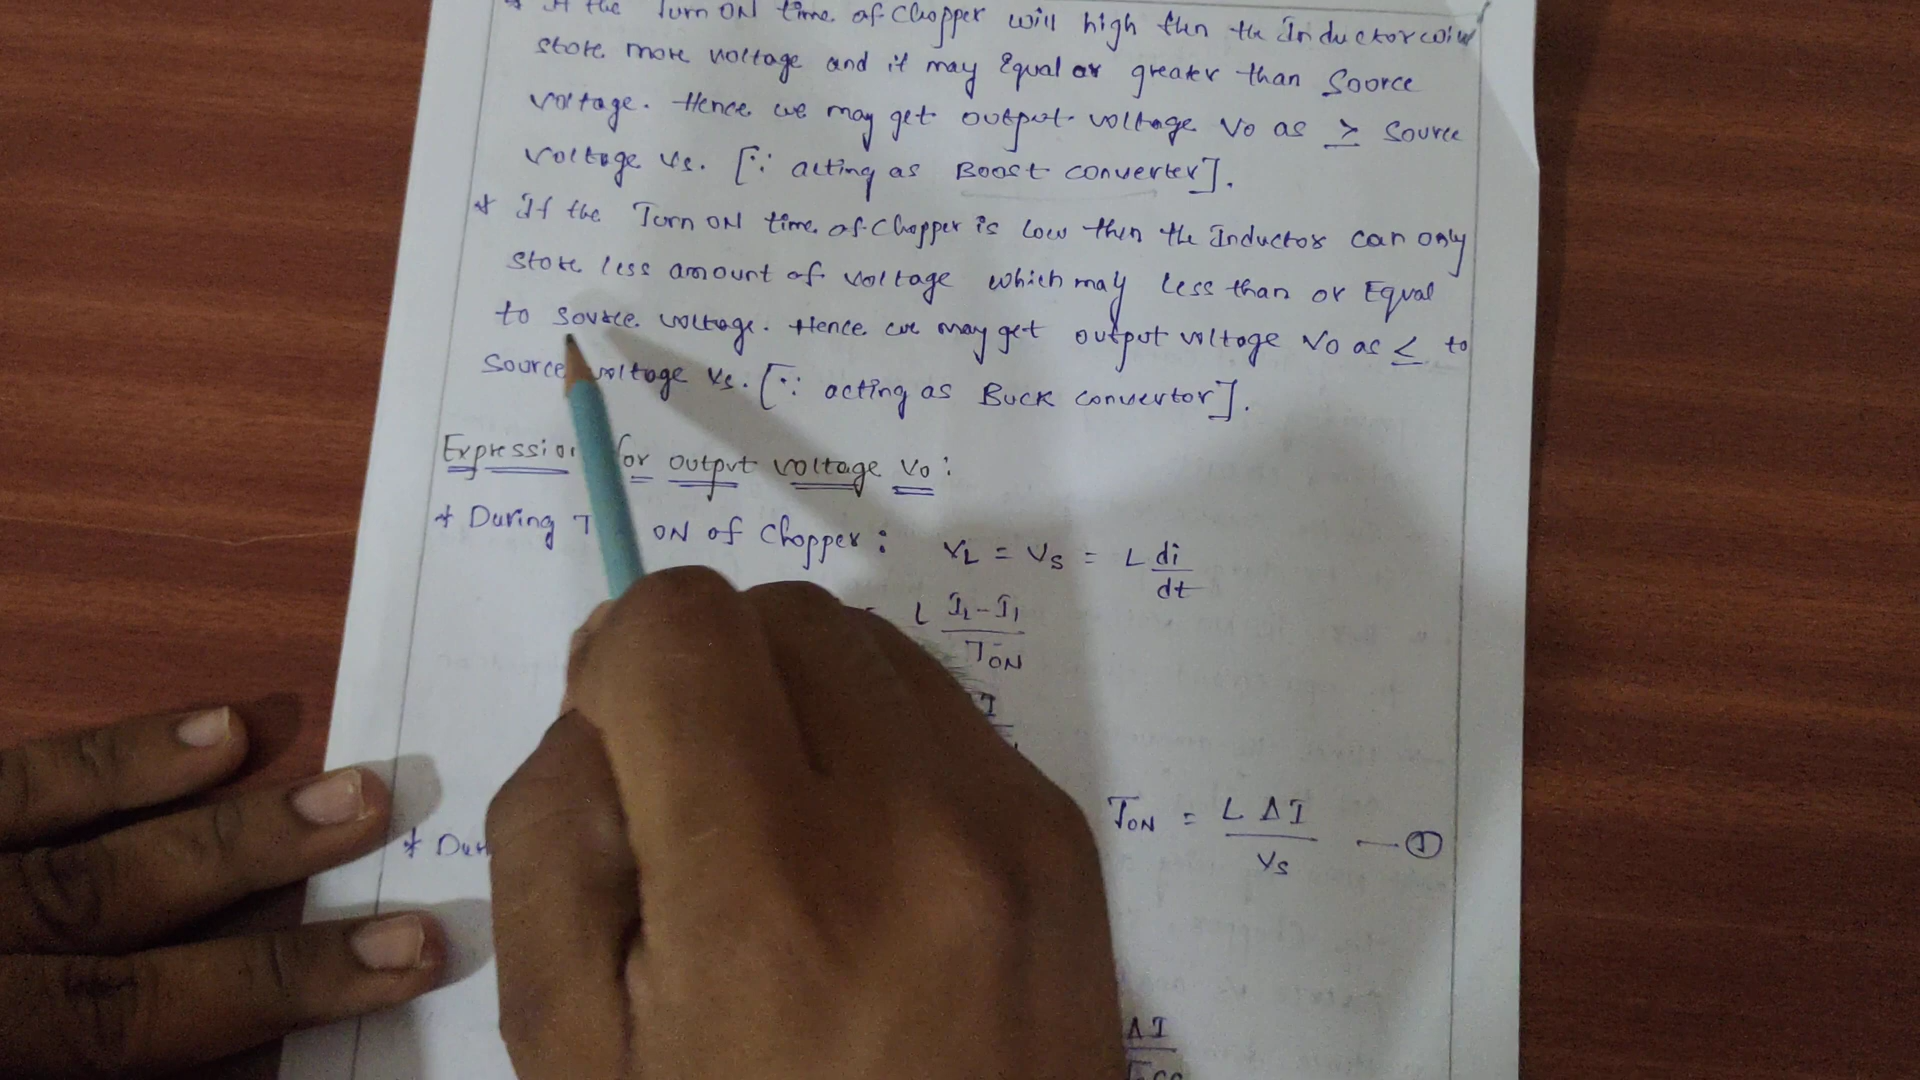 * If the Turn ON time of Chopper will high then the Inductor will
store more voltage and it may Equal or greater than Soorce
voltage. Hence we may get output voltage Vo as ≥ Source
voltage Vs. [∵ acting as Boost converter].
* If the Turn ON time of Chopper is Low then the Inductor can only
store less amount of voltage which may less than or Equal
to source voltage. Hence we may get output voltage Vo as ≤ to
Source voltage Vs. [∵ acting as Buck convertor].
Expression for output voltage Vo:
* During T ON of Chopper: VL = Vs = L di/dt
= L I2-I1/TON
I
TON = L ΔI/Vs —①
* Dur
ΔI